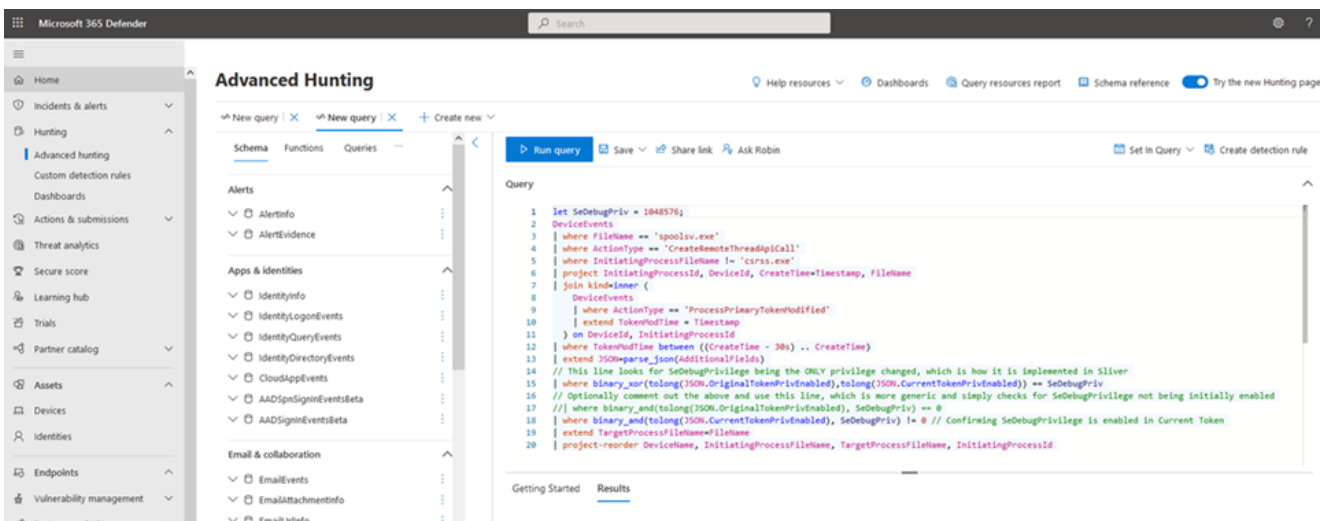 Microsoft 365 Defender
Search
?
Home
Incidents & alerts
Hunting
Advanced hunting
Custom detection rules
Dashboards
Actions & submissions
Threat analytics
Secure score
Learning hub
Trials
Partner catalog
Assets
Devices
Identities
Endpoints
Vulnerability management
Advanced Hunting
Help resources Dashboards Query resources report Schema reference Try the new Hunting page
New query New query Create new
Schema Functions Queries ...
Alerts
AlertInfo
AlertEvidence
Apps & identities
IdentityInfo
IdentityLogonEvents
IdentityQueryEvents
IdentityDirectoryEvents
CloudAppEvents
AADSpnSignInEventsBeta
AADSignInEventsBeta
Email & collaboration
EmailEvents
EmailAttachmentInfo
EmailUrlInfo
Run query Save Share link Ask Robin Set In Query Create detection rule
Query
1 let SeDebugPriv = 1048576;
2 DeviceEvents
3 | where FileName == 'spoolsv.exe'
4 | where ActionType == 'CreateRemoteThreadApiCall'
5 | where InitiatingProcessFileName !~ 'csrss.exe'
6 | project InitiatingProcessId, DeviceId, CreateTime=Timestamp, FileName
7 | join kind=inner (
8 DeviceEvents
9 | where ActionType == 'ProcessPrimaryTokenModified'
10 | extend TokenModTime = Timestamp
11 ) on DeviceId, InitiatingProcessId
12 | where TokenModTime between ((CreateTime - 30s) .. CreateTime)
13 | extend JSON=parse_json(AdditionalFields)
14 // This line looks for SeDebugPrivilege being the ONLY privilege changed, which is how it is implemented in Sliver
15 | where binary_xor(tolong(JSON.OriginalTokenPrivEnabled),tolong(JSON.CurrentTokenPrivEnabled)) == SeDebugPriv
16 // Optionally comment out the above and use this line, which is more generic and simply checks for SeDebugPrivilege not being initially enabled
17 //| where binary_and(tolong(JSON.OriginalTokenPrivEnabled), SeDebugPriv) == 0
18 | where binary_and(tolong(JSON.CurrentTokenPrivEnabled), SeDebugPriv) != 0 // Confirming SeDebugPrivilege is enabled in Current Token
19 | extend TargetProcessFileName=FileName
20 | project-reorder DeviceName, InitiatingProcessFileName, TargetProcessFileName, InitiatingProcessId
Getting Started Results